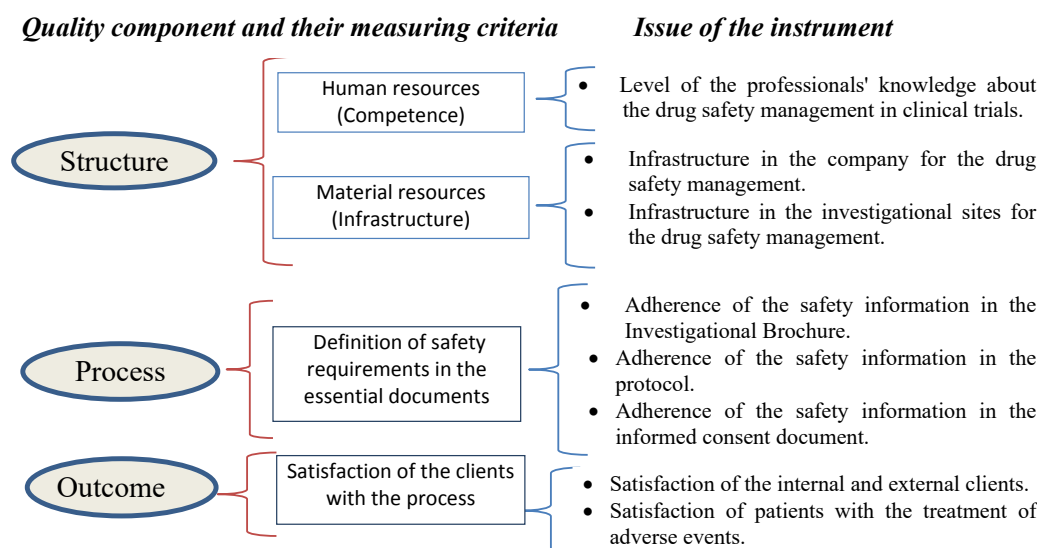 Quality component and their measuring criteria
Issue of the instrument
Structure
Human resources
(Competence)
• Level of the professionals' knowledge about
the drug safety management in clinical trials.
Material resources
(Infrastructure)
• Infrastructure in the company for the drug
safety management.
• Infrastructure in the investigational sites for
the drug safety management.
Process
Definition of safety
requirements in the
essential documents
• Adherence of the safety information in the
Investigational Brochure.
• Adherence of the safety information in the
protocol.
• Adherence of the safety information in the
informed consent document.
Outcome
Satisfaction of the clients
with the process
• Satisfaction of the internal and external clients.
• Satisfaction of patients with the treatment of
adverse events.